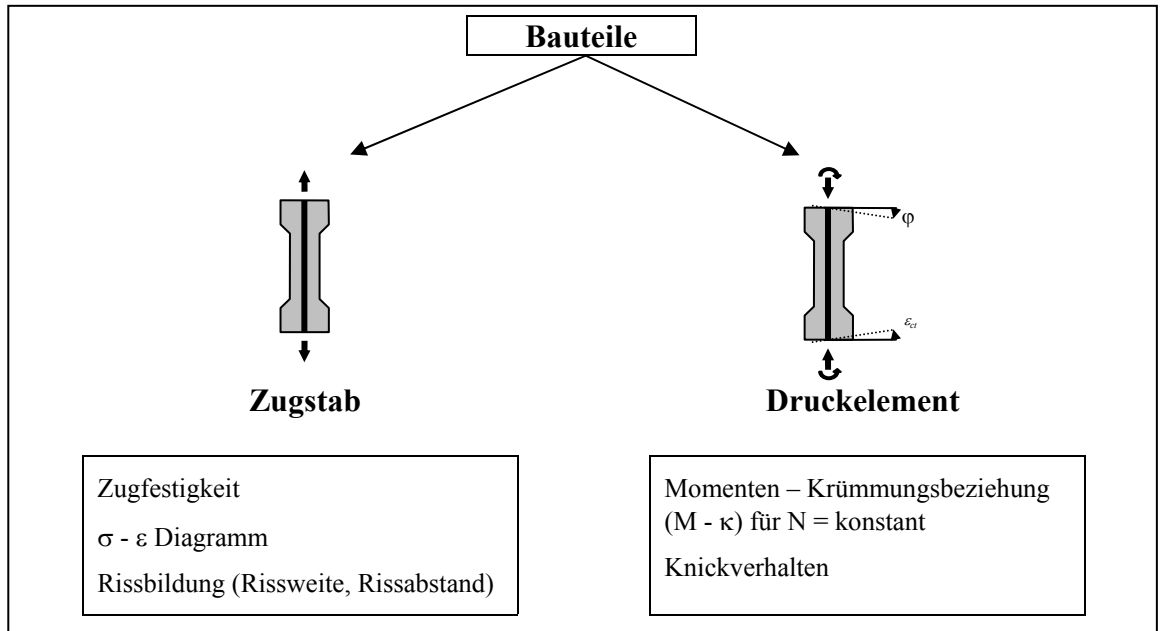 Bauteile
φ
ε_ct
Zugstab
Druckelement
Zugfestigkeit
σ - ε Diagramm
Rissbildung (Rissweite, Rissabstand)
Momenten – Krümmungsbeziehung
(M - κ) für N = konstant
Knickverhalten